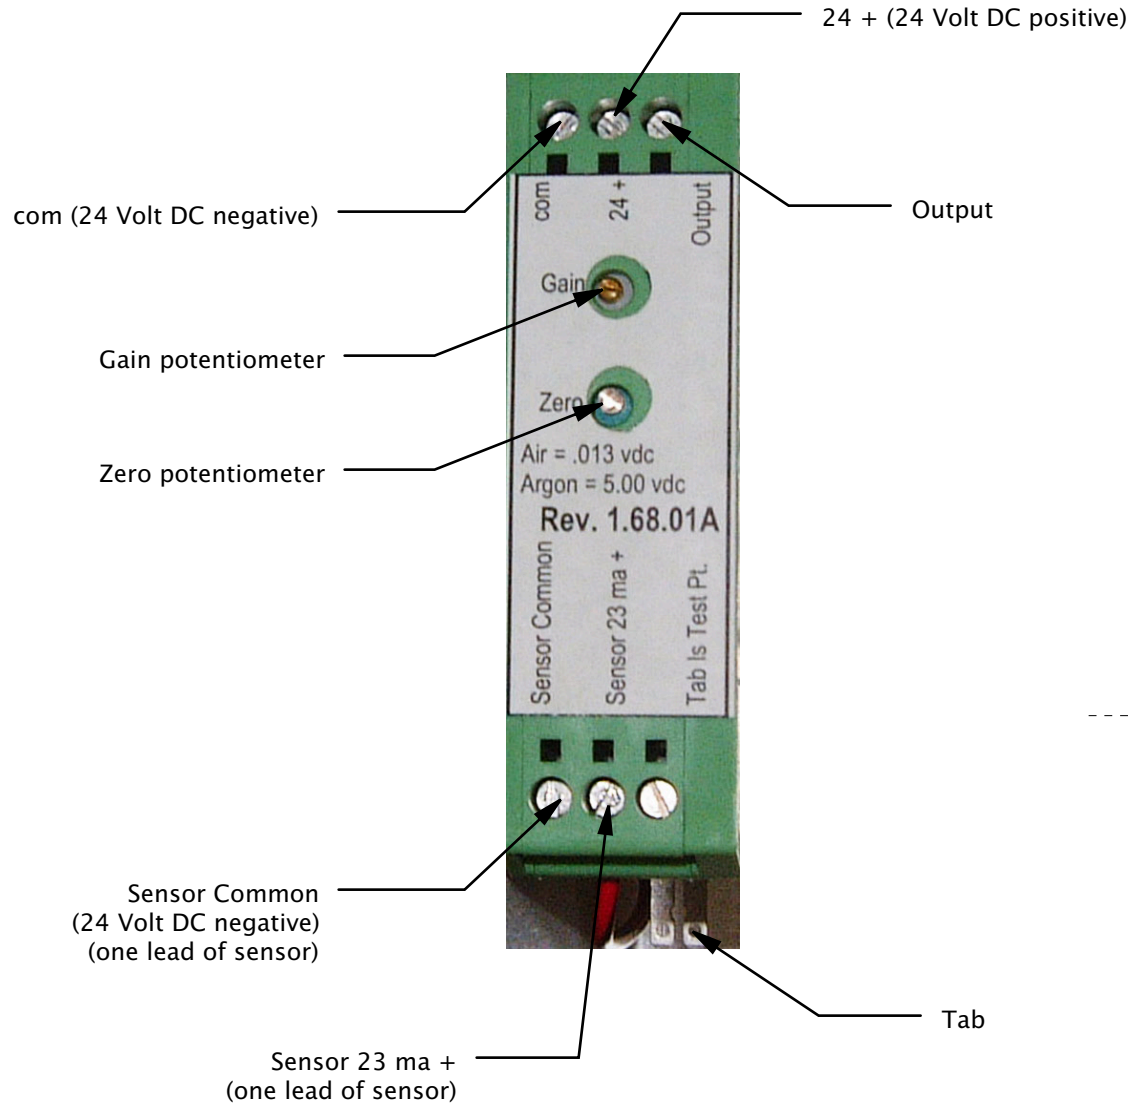 24 + (24 Volt DC positive)
com (24 Volt DC negative)
com
24 +
Output
Output
Gain
Gain potentiometer
Zero
Zero potentiometer
Air = .013 vdc
Argon = 5.00 vdc
Rev. 1.68.01A
Sensor Common
Sensor 23 ma +
Tab Is Test Pt.
Sensor Common
(24 Volt DC negative)
(one lead of sensor)
Tab
Sensor 23 ma +
(one lead of sensor)